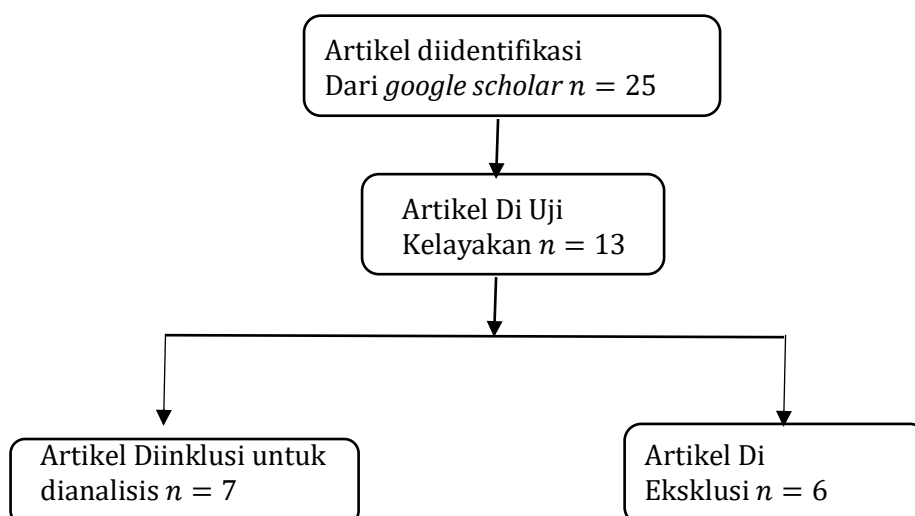 Artikel diidentifikasi
Dari google scholar n = 25
Artikel Di Uji
Kelayakan n = 13
Artikel Diinklusi untuk
dianalisis n = 7
Artikel Di
Eksklusi n = 6